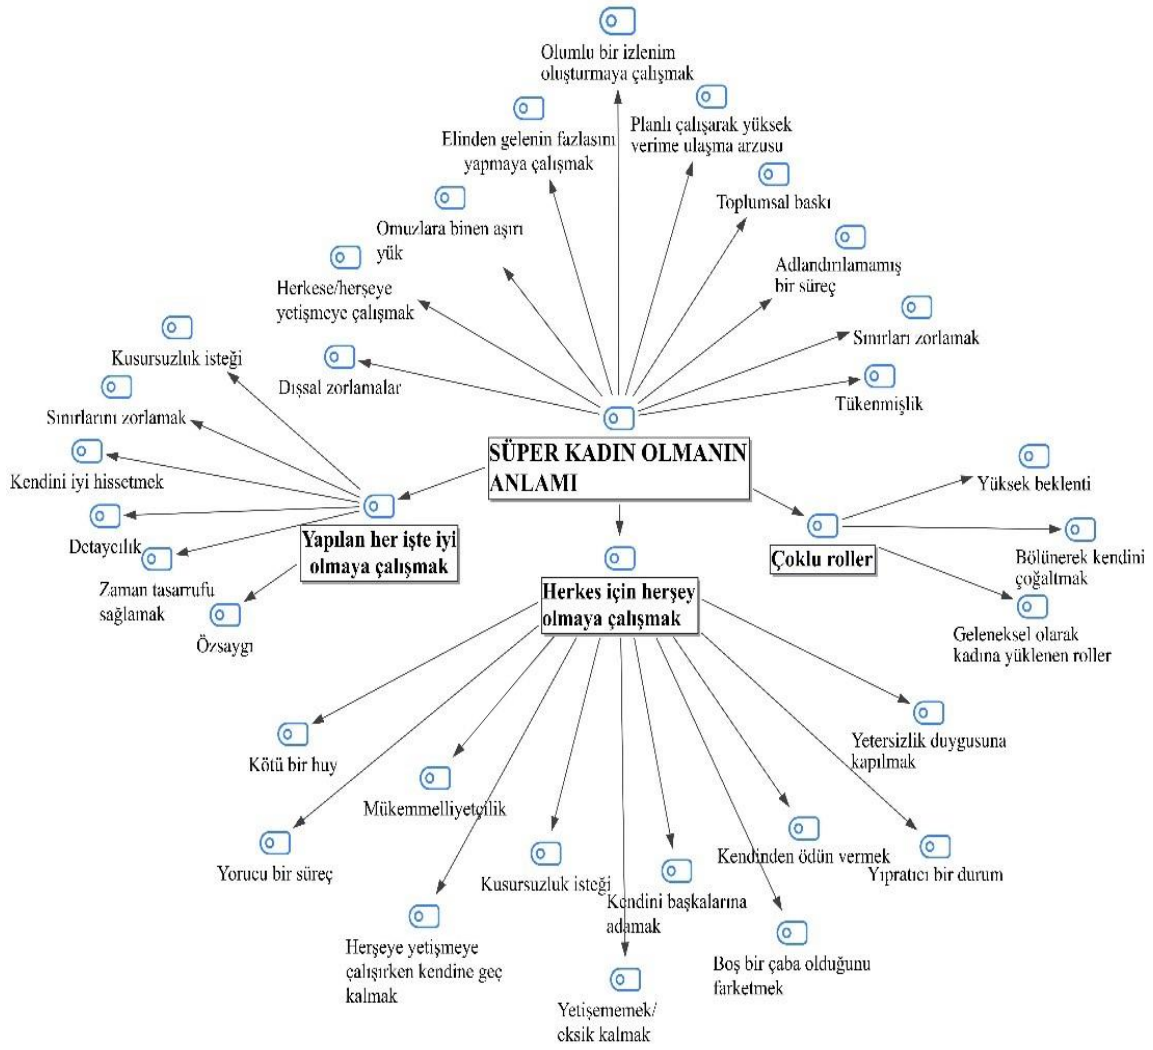 Olumlu bir izlenim
oluşturmaya çalışmak
Elinden gelenin fazlasını
yapmaya çalışmak
Planlı çalışarak yüksek
verime ulaşma arzusu
Omuzlara binen aşırı
yük
Toplumsal baskı
Herkese/herşeye
yetişmeye çalışmak
Adlandırılamamış
bir süreç
Dışsal zorlamalar
Sınırları zorlamak
Tükenmişlik
SÜPER KADIN OLMANIN
ANLAMI
Kusursuzluk isteği
Sınırlarını zorlamak
Kendini iyi hissetmek
Detaycılık
Zaman tasarrufu
sağlamak
Özsaygı
Yapılan her işte iyi
olmaya çalışmak
Çoklu roller
Yüksek beklenti
Bölünerek kendini
çoğaltmak
Geleneksel olarak
kadına yüklenen roller
Herkes için herşey
olmaya çalışmak
Kötü bir huy
Yorucu bir süreç
Mükemmelliyetçilik
Herşeye yetişmeye
çalışırken kendine geç
kalmak
Kusursuzluk isteği
Yetişememek/
eksik kalmak
Kendini başkalarına
adamak
Boş bir çaba olduğunu
farketmek
Kendinden ödün vermek
Yıpratıcı bir durum
Yetersizlik duygusuna
kapılmak